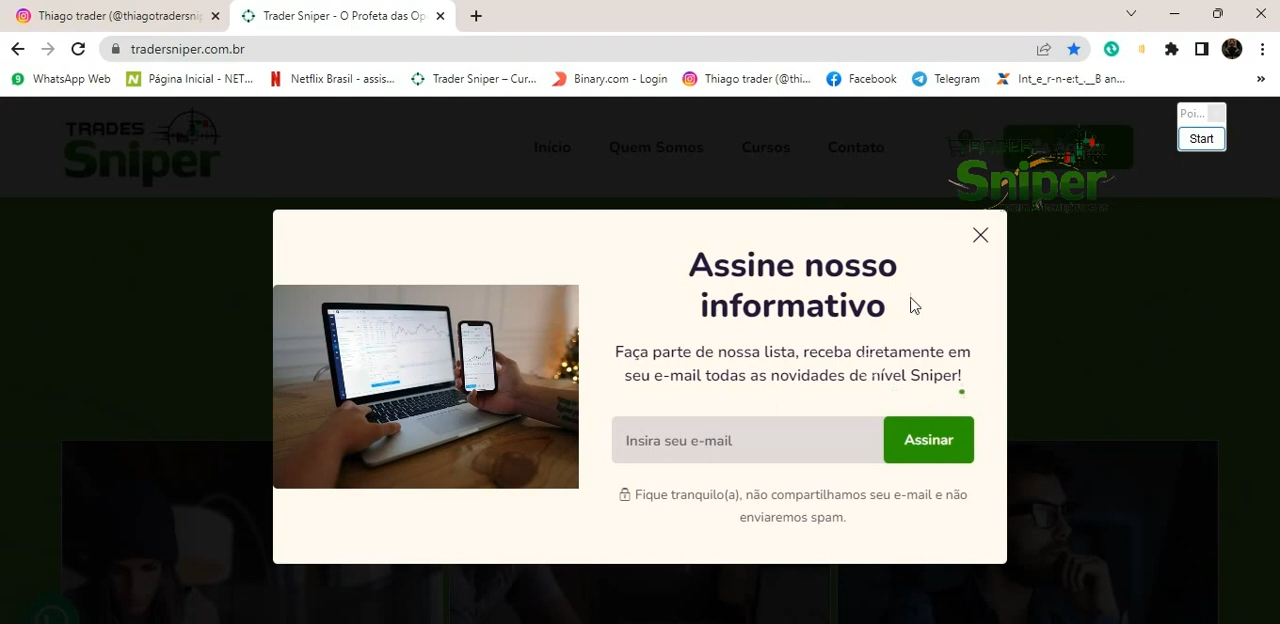 Thiago trader (@thiagotradersnip
Trader Sniper - O Profeta das Op
tradersniper.com.br
WhatsApp Web
Página Inicial - NET...
Netflix Brasil - assis...
Trader Sniper – Cur...
Binary.com - Login
Thiago trader (@thi...
Facebook
Telegram
Int_e_r-n-e:t_._B an...
»
Poi...
Start
TRADES
Sniper
Início
Quem Somos
Cursos
Contato
Sniper
Assine nosso
informativo
Faça parte de nossa lista, receba diretamente em
seu e-mail todas as novidades de nível Sniper!
Insira seu e-mail
Assinar
Fique tranquilo(a), não compartilhamos seu e-mail e não
enviaremos spam.